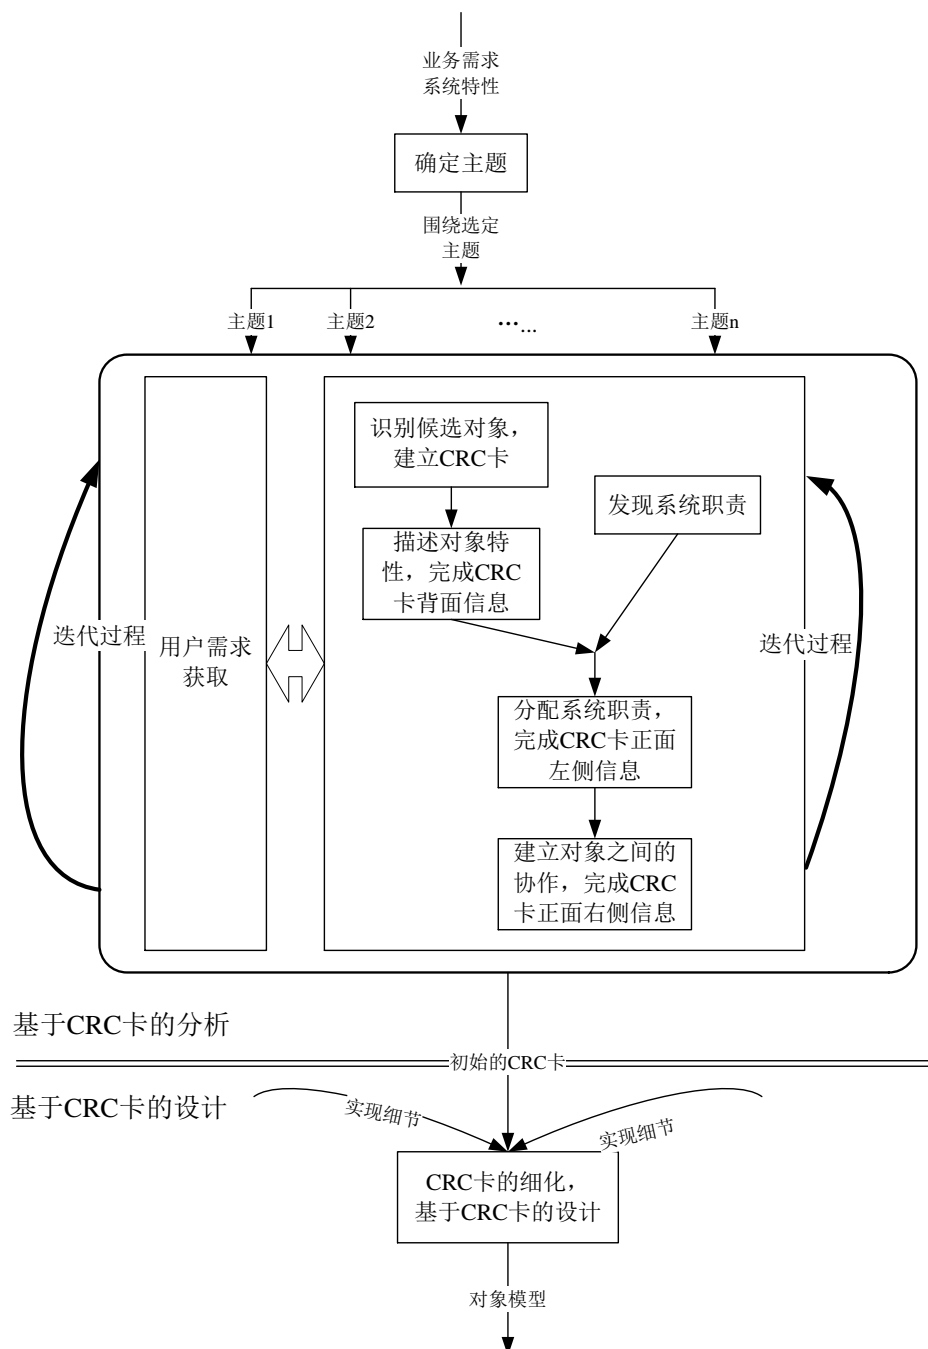 业务需求
系统特性
确定主题
围绕选定
主题
主题1
主题2
……
主题n
识别候选对象，
建立CRC卡
发现系统职责
描述对象特
性，完成CRC
卡背面信息
迭代过程
用户需求
获取
迭代过程
分配系统职责，
完成CRC卡正面
左侧信息
建立对象之间的
协作，完成CRC
卡正面右侧信息
基于CRC卡的分析
初始的CRC卡
基于CRC卡的设计
实现细节
实现细节
CRC卡的细化，
基于CRC卡的设计
对象模型